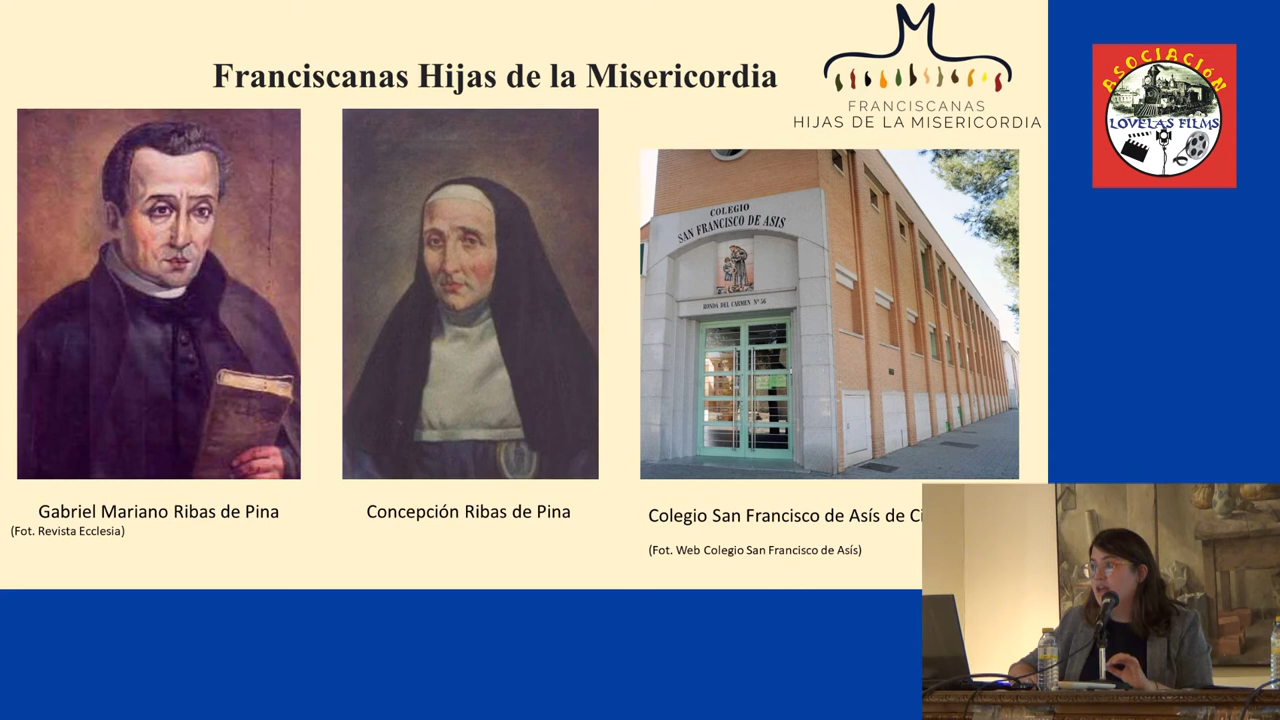 Franciscanas Hijas de la Misericordia
FRANCISCANAS
HIJAS DE LA MISERICORDIA
ASOCIACIÓN
LOVELAS FILMS
COLEGIO
SAN FRANCISCO DE ASIS
RONDA DEL CARMEN Nº 56
Gabriel Mariano Ribas de Pina
(Fot. Revista Ecclesia)
Concepción Ribas de Pina
Colegio San Francisco de Asís de Ci
(Fot. Web Colegio San Francisco de Asís)